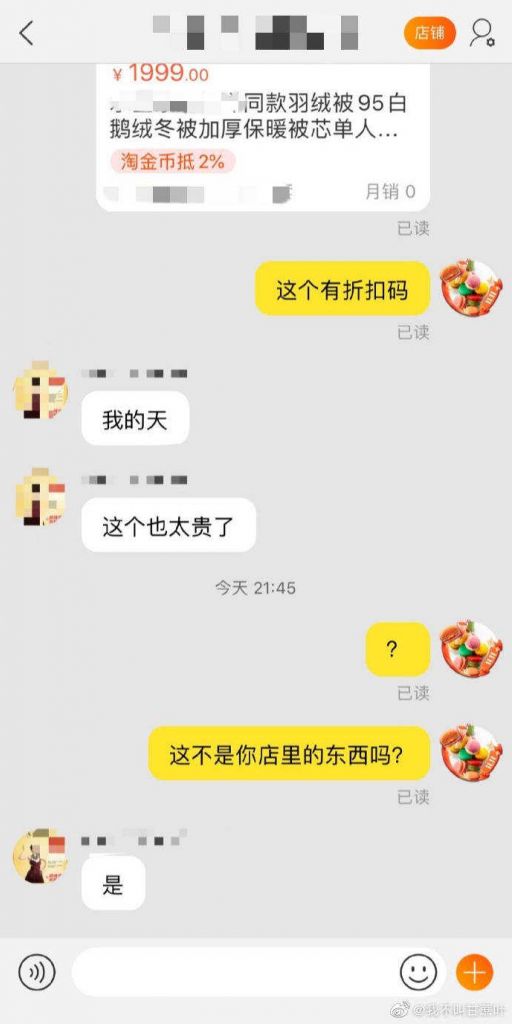 店铺
¥ 1999.00
同款羽绒被95白
鹅绒冬被加厚保暖被芯单人...
淘金币抵 2%
月销 0
已读
这个有折扣码
已读
我的天
这个也太贵了
今天 21:45
?
已读
这不是你店里的东西吗?
已读
是
@我不叫百里叶